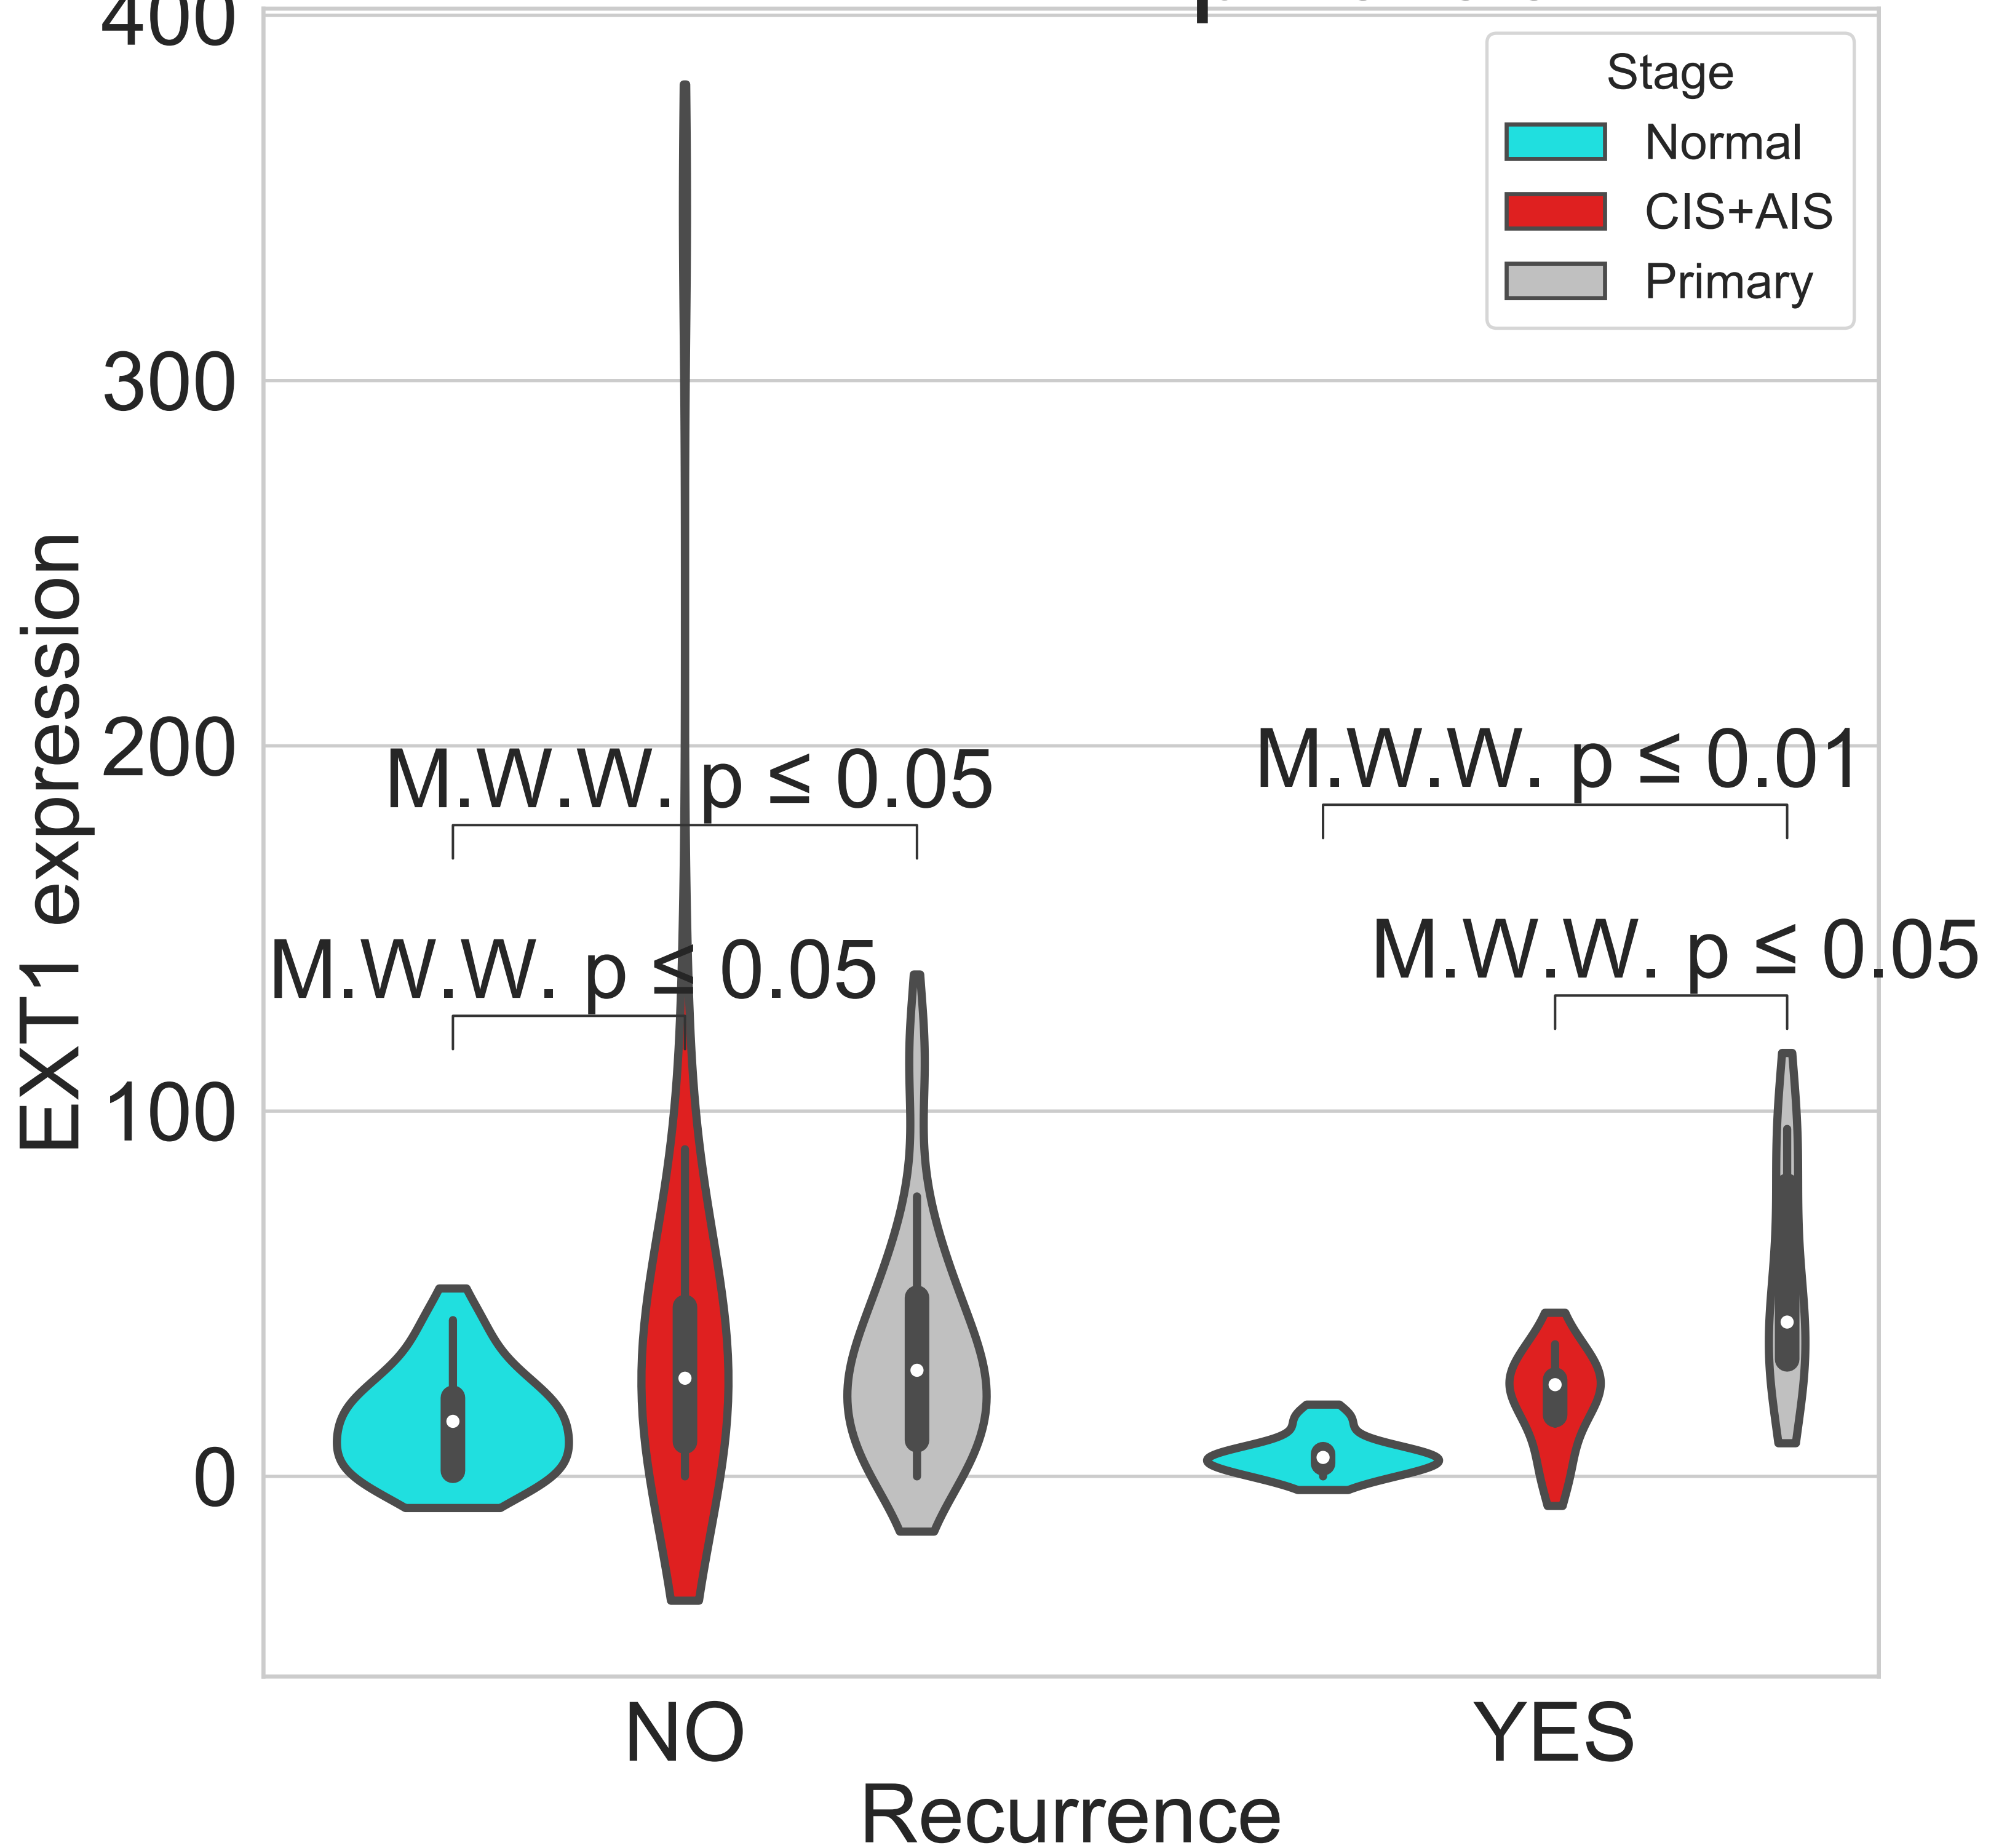 400
Stage
Normal
CIS+AIS
Primary
300
200
100
0
EXT1 expression
M.W.W. p ≤ 0.05
M.W.W. p ≤ 0.01
M.W.W. p ≤ 0.05
M.W.W. p ≤ 0.05
NO
YES
Recurrence